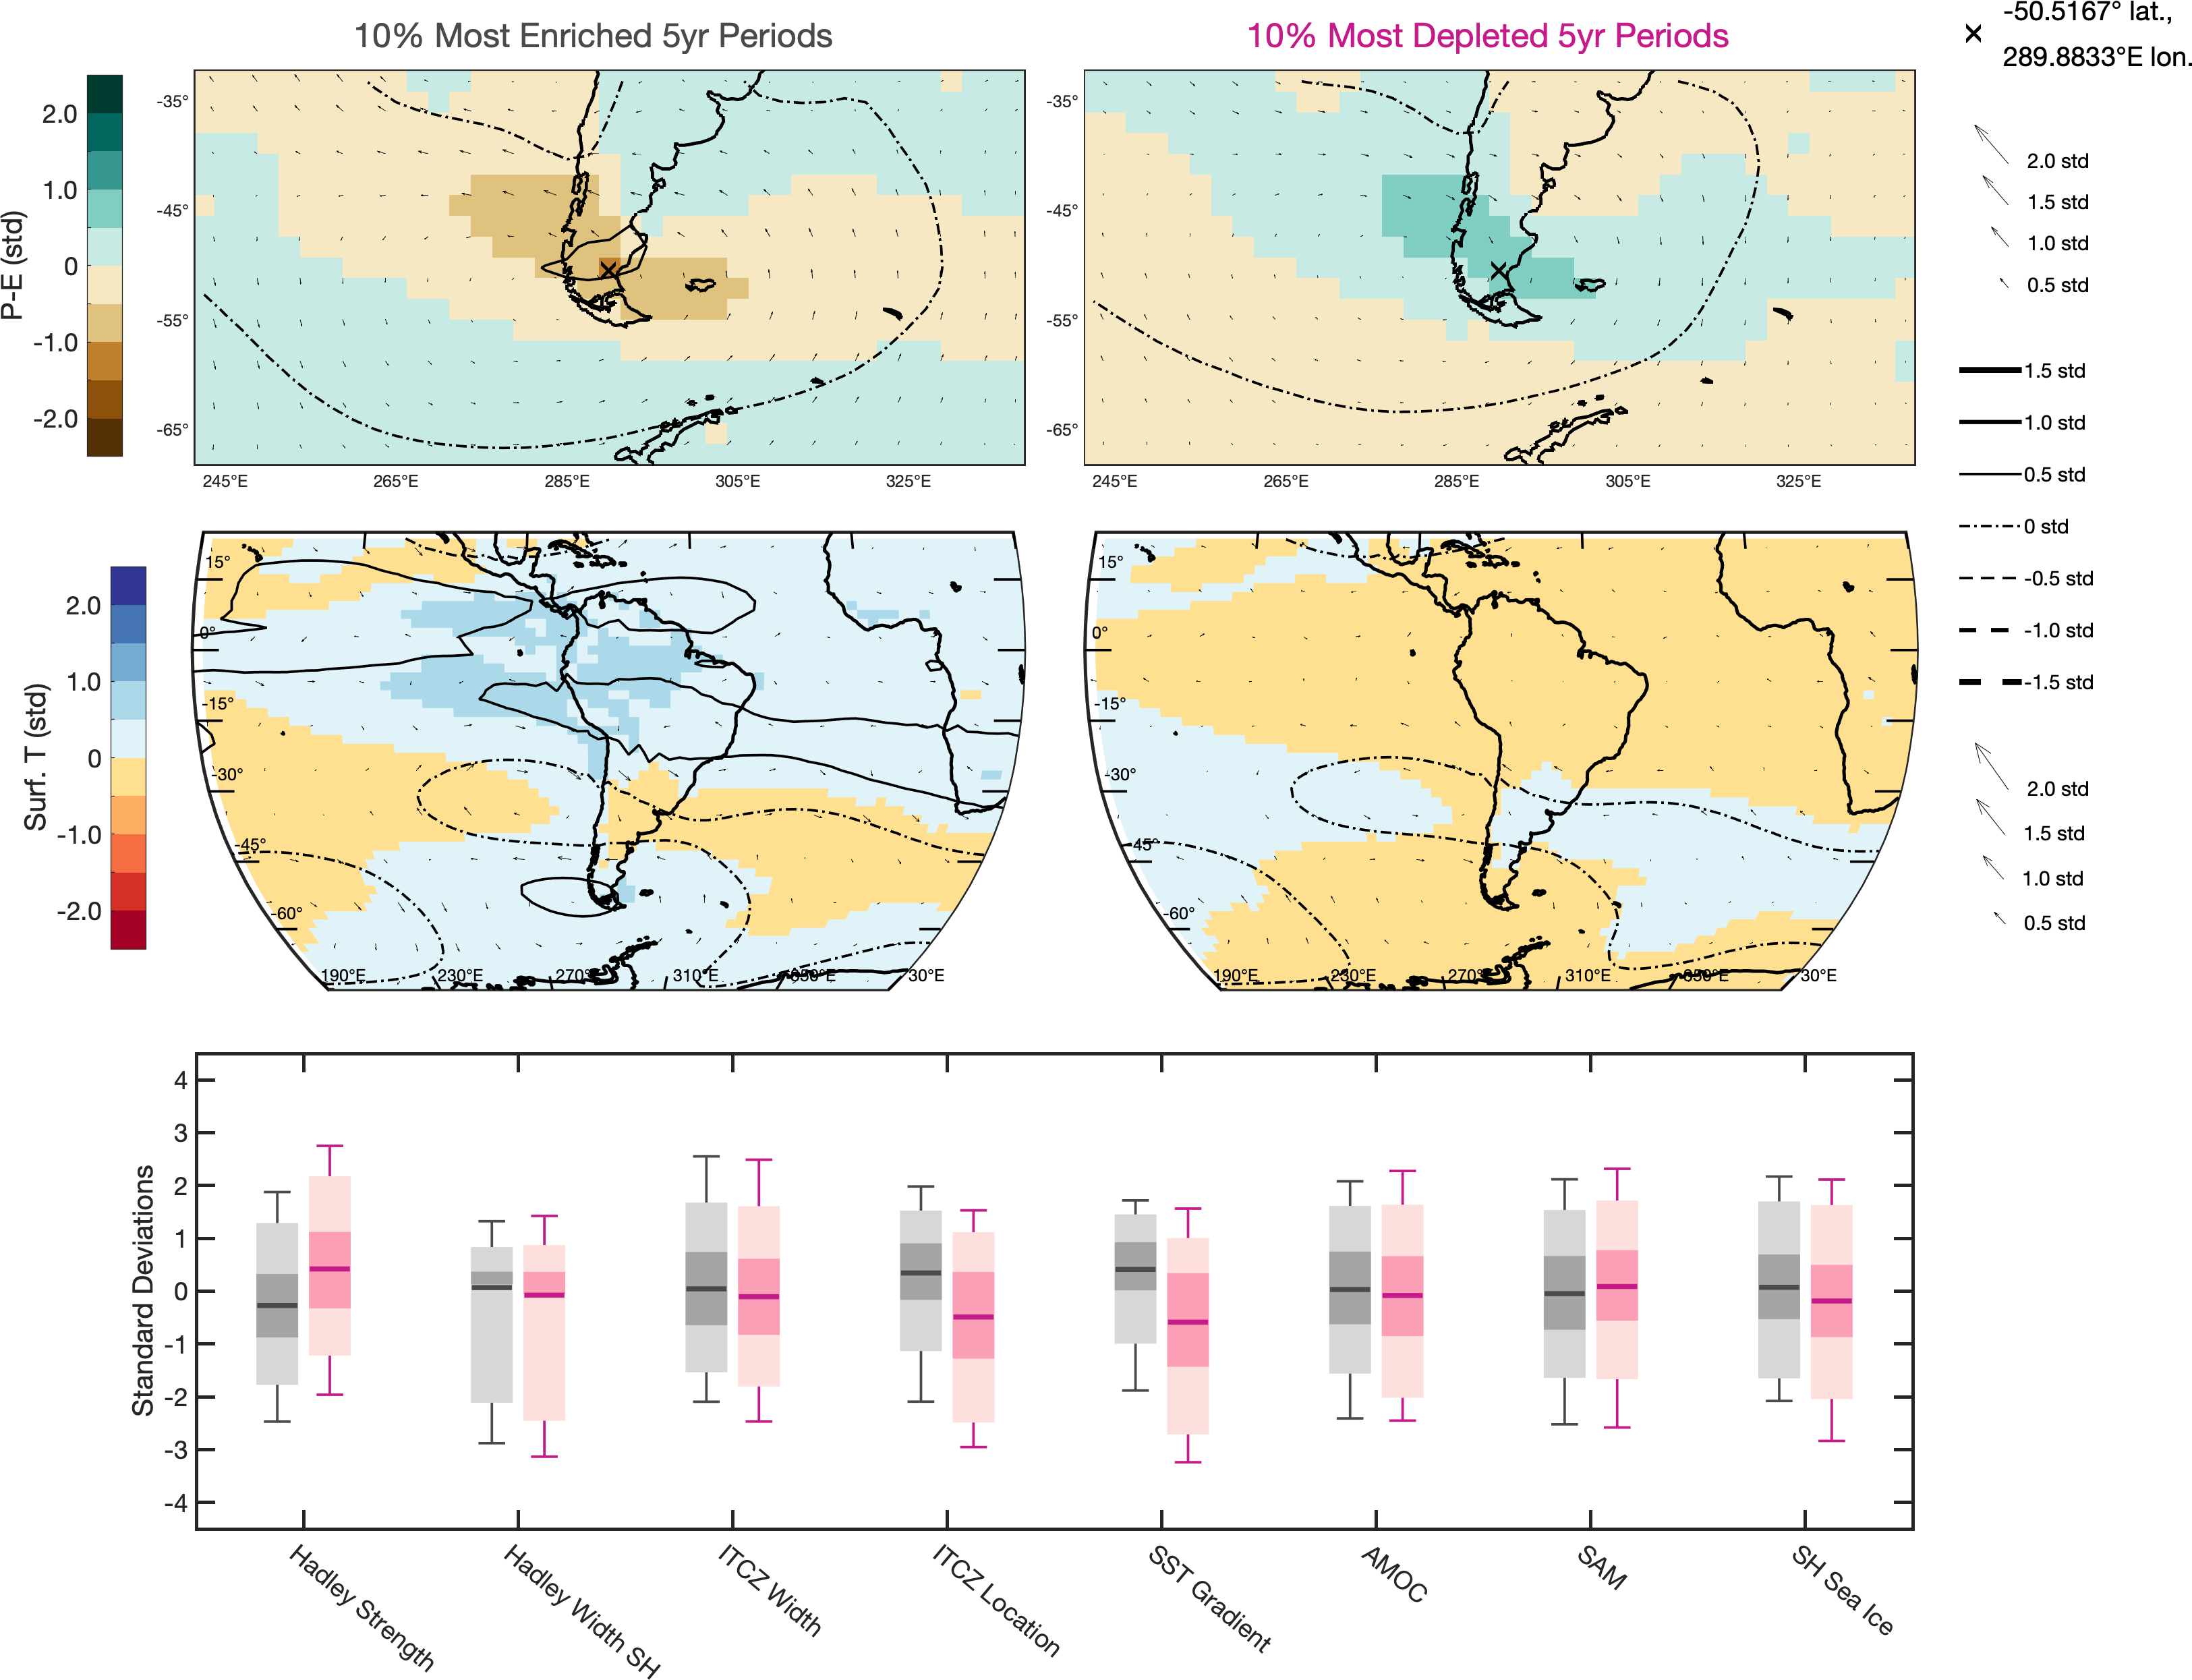 10% Most Enriched 5yr Periods
10% Most Depleted 5yr Periods
-50.5167° lat.,
289.8833°E lon.
P-E (std)
2.0
1.0
0
-1.0
-2.0
-35°
-45°
-55°
-65°
245°E
265°E
285°E
305°E
325°E
-35°
-45°
-55°
-65°
245°E
265°E
285°E
305°E
325°E
2.0 std
1.5 std
1.0 std
0.5 std
1.5 std
1.0 std
0.5 std
0 std
-0.5 std
-1.0 std
-1.5 std
2.0 std
1.5 std
1.0 std
0.5 std
Surf. T (std)
2.0
1.0
0
-1.0
-2.0
15°
0°
-15°
-30°
-45°
-60°
190°E
230°E
270°E
310°E
350°E
30°E
15°
0°
-15°
-30°
-45°
-60°
190°E
230°E
270°E
310°E
350°E
30°E
Standard Deviations
4
3
2
1
0
-1
-2
-3
-4
Hadley Strength
Hadley Width SH
ITCZ Width
ITCZ Location
SST Gradient
AMOC
SAM
SH Sea Ice